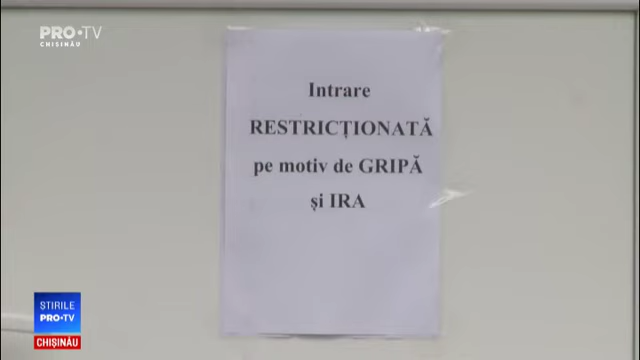 PRO•TV
CHIȘINĂU
Intrare
RESTRICȚIONATĂ
pe motiv de GRIPĂ
și IRA
ȘTIRILE
PRO•TV
CHIȘINĂU